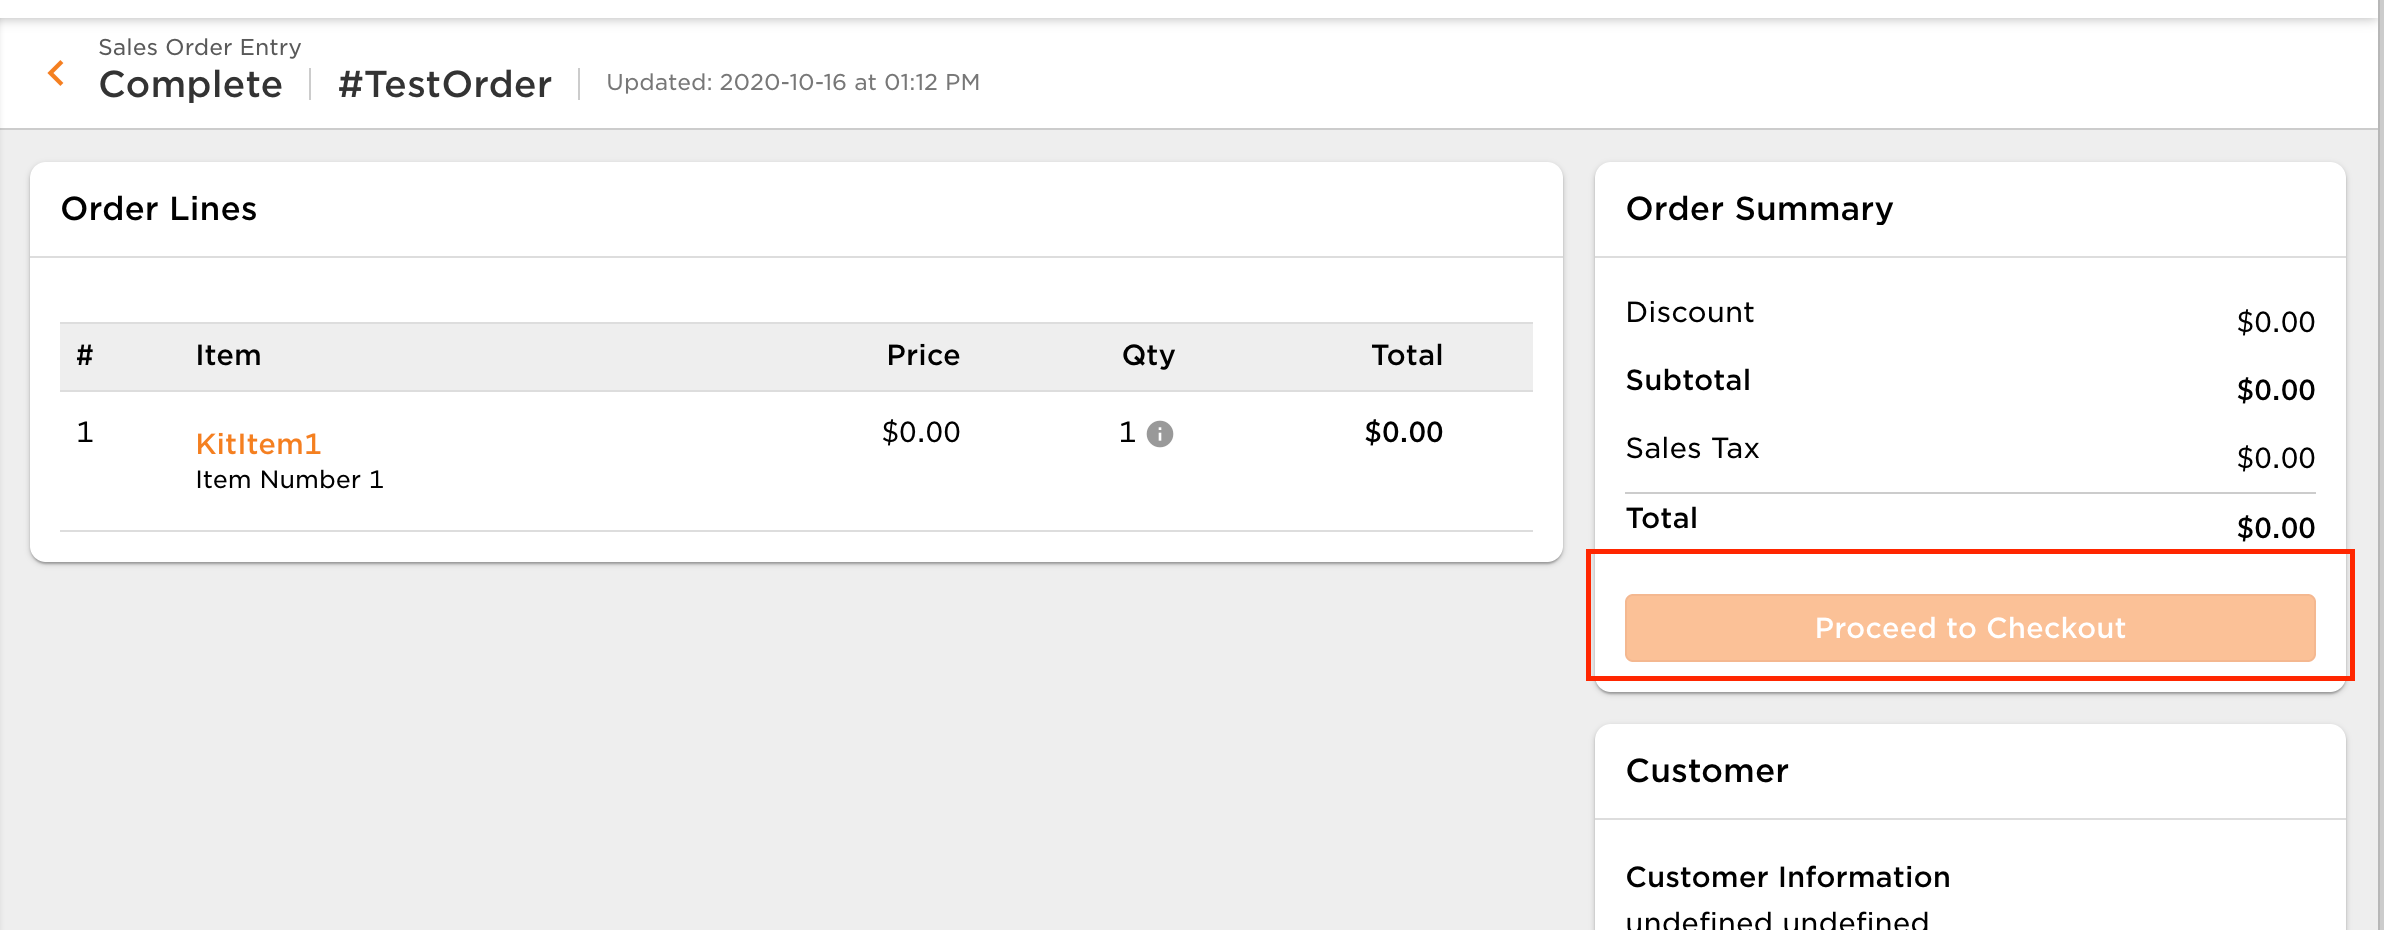 Sales Order Entry
Complete | #TestOrder | Updated: 2020-10-16 at 01:12 PM
Order Lines
# Item Price Qty Total
1 KitItem1 $0.00 1 $0.00
Item Number 1
Order Summary
Discount $0.00
Subtotal $0.00
Sales Tax $0.00
Total $0.00
Proceed to Checkout
Customer
Customer Information
undefined undefined